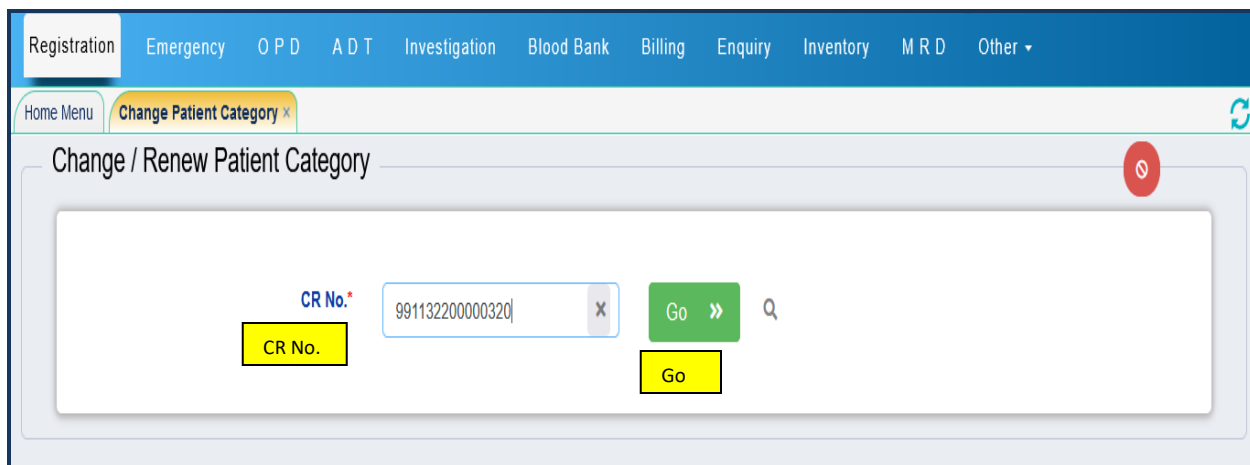 Registration Emergency O P D A D T Investigation Blood Bank Billing Enquiry Inventory M R D Other
Home Menu Change Patient Category ×
Change / Renew Patient Category
CR No.* 991132200000320 × Go »
CR No.
Go